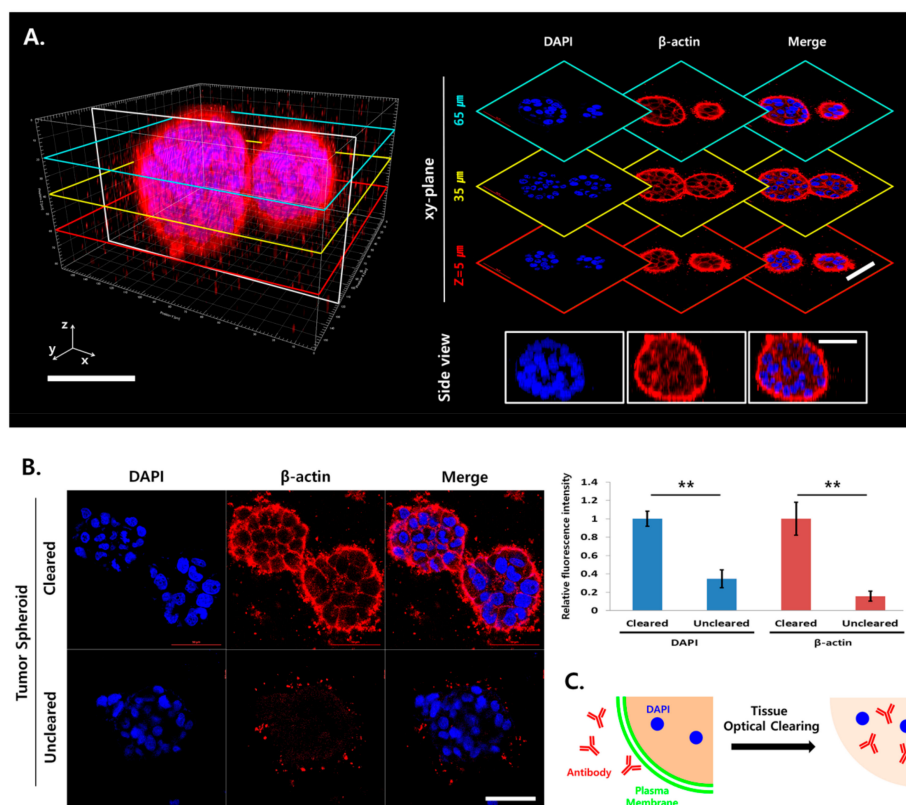 A.
DAPI
β-actin
Merge
xy-plane
65 ㎛
35 ㎛
Z=5 ㎛
z
y
x
Side view
B.
DAPI
β-actin
Merge
Tumor Spheroid
Cleared
Uncleared
Relative fluorescence intensity
1.4
1.2
1
0.8
0.6
0.4
0.2
0
**
**
Cleared
Uncleared
Cleared
Uncleared
DAPI
β-actin
C.
DAPI
Antibody
Plasma
Membrane
Tissue
Optical Clearing